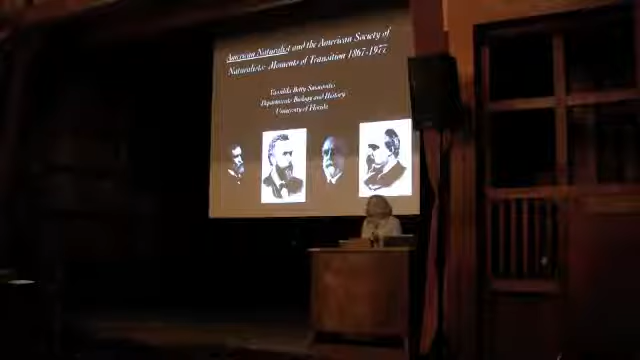 American Naturalist and the American Society of
Naturalists: Moments of Transition 1867-1977
Vassiliki Betty Smocovitis
Departments Biology and History
University of Florida